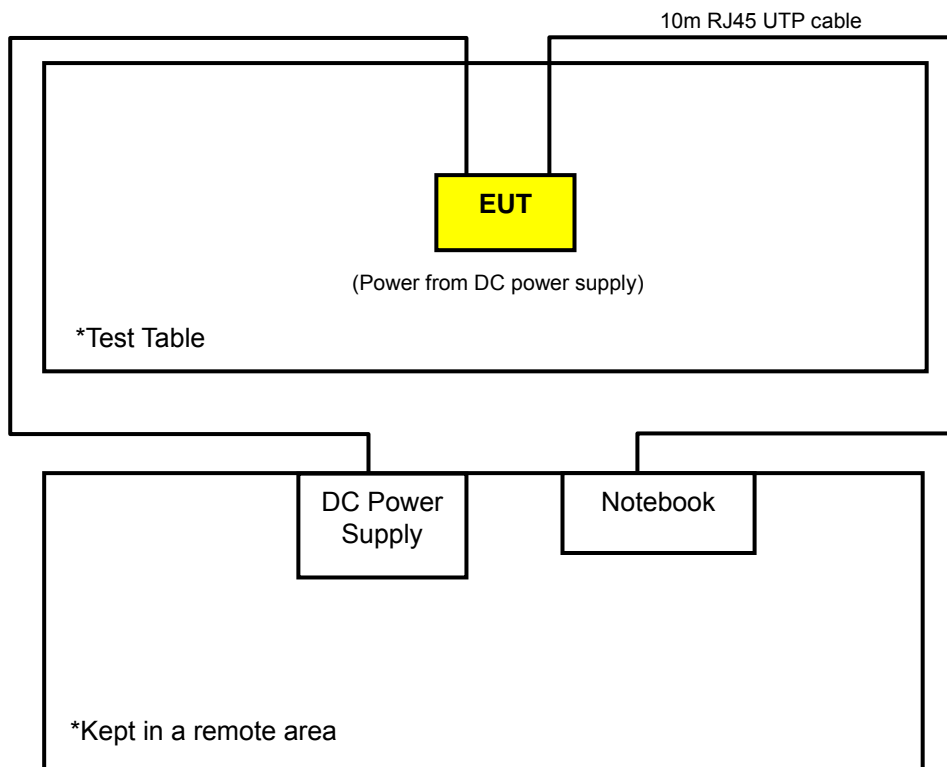 10m RJ45 UTP cable
EUT
(Power from DC power supply)
*Test Table
DC Power
Supply
Notebook
*Kept in a remote area